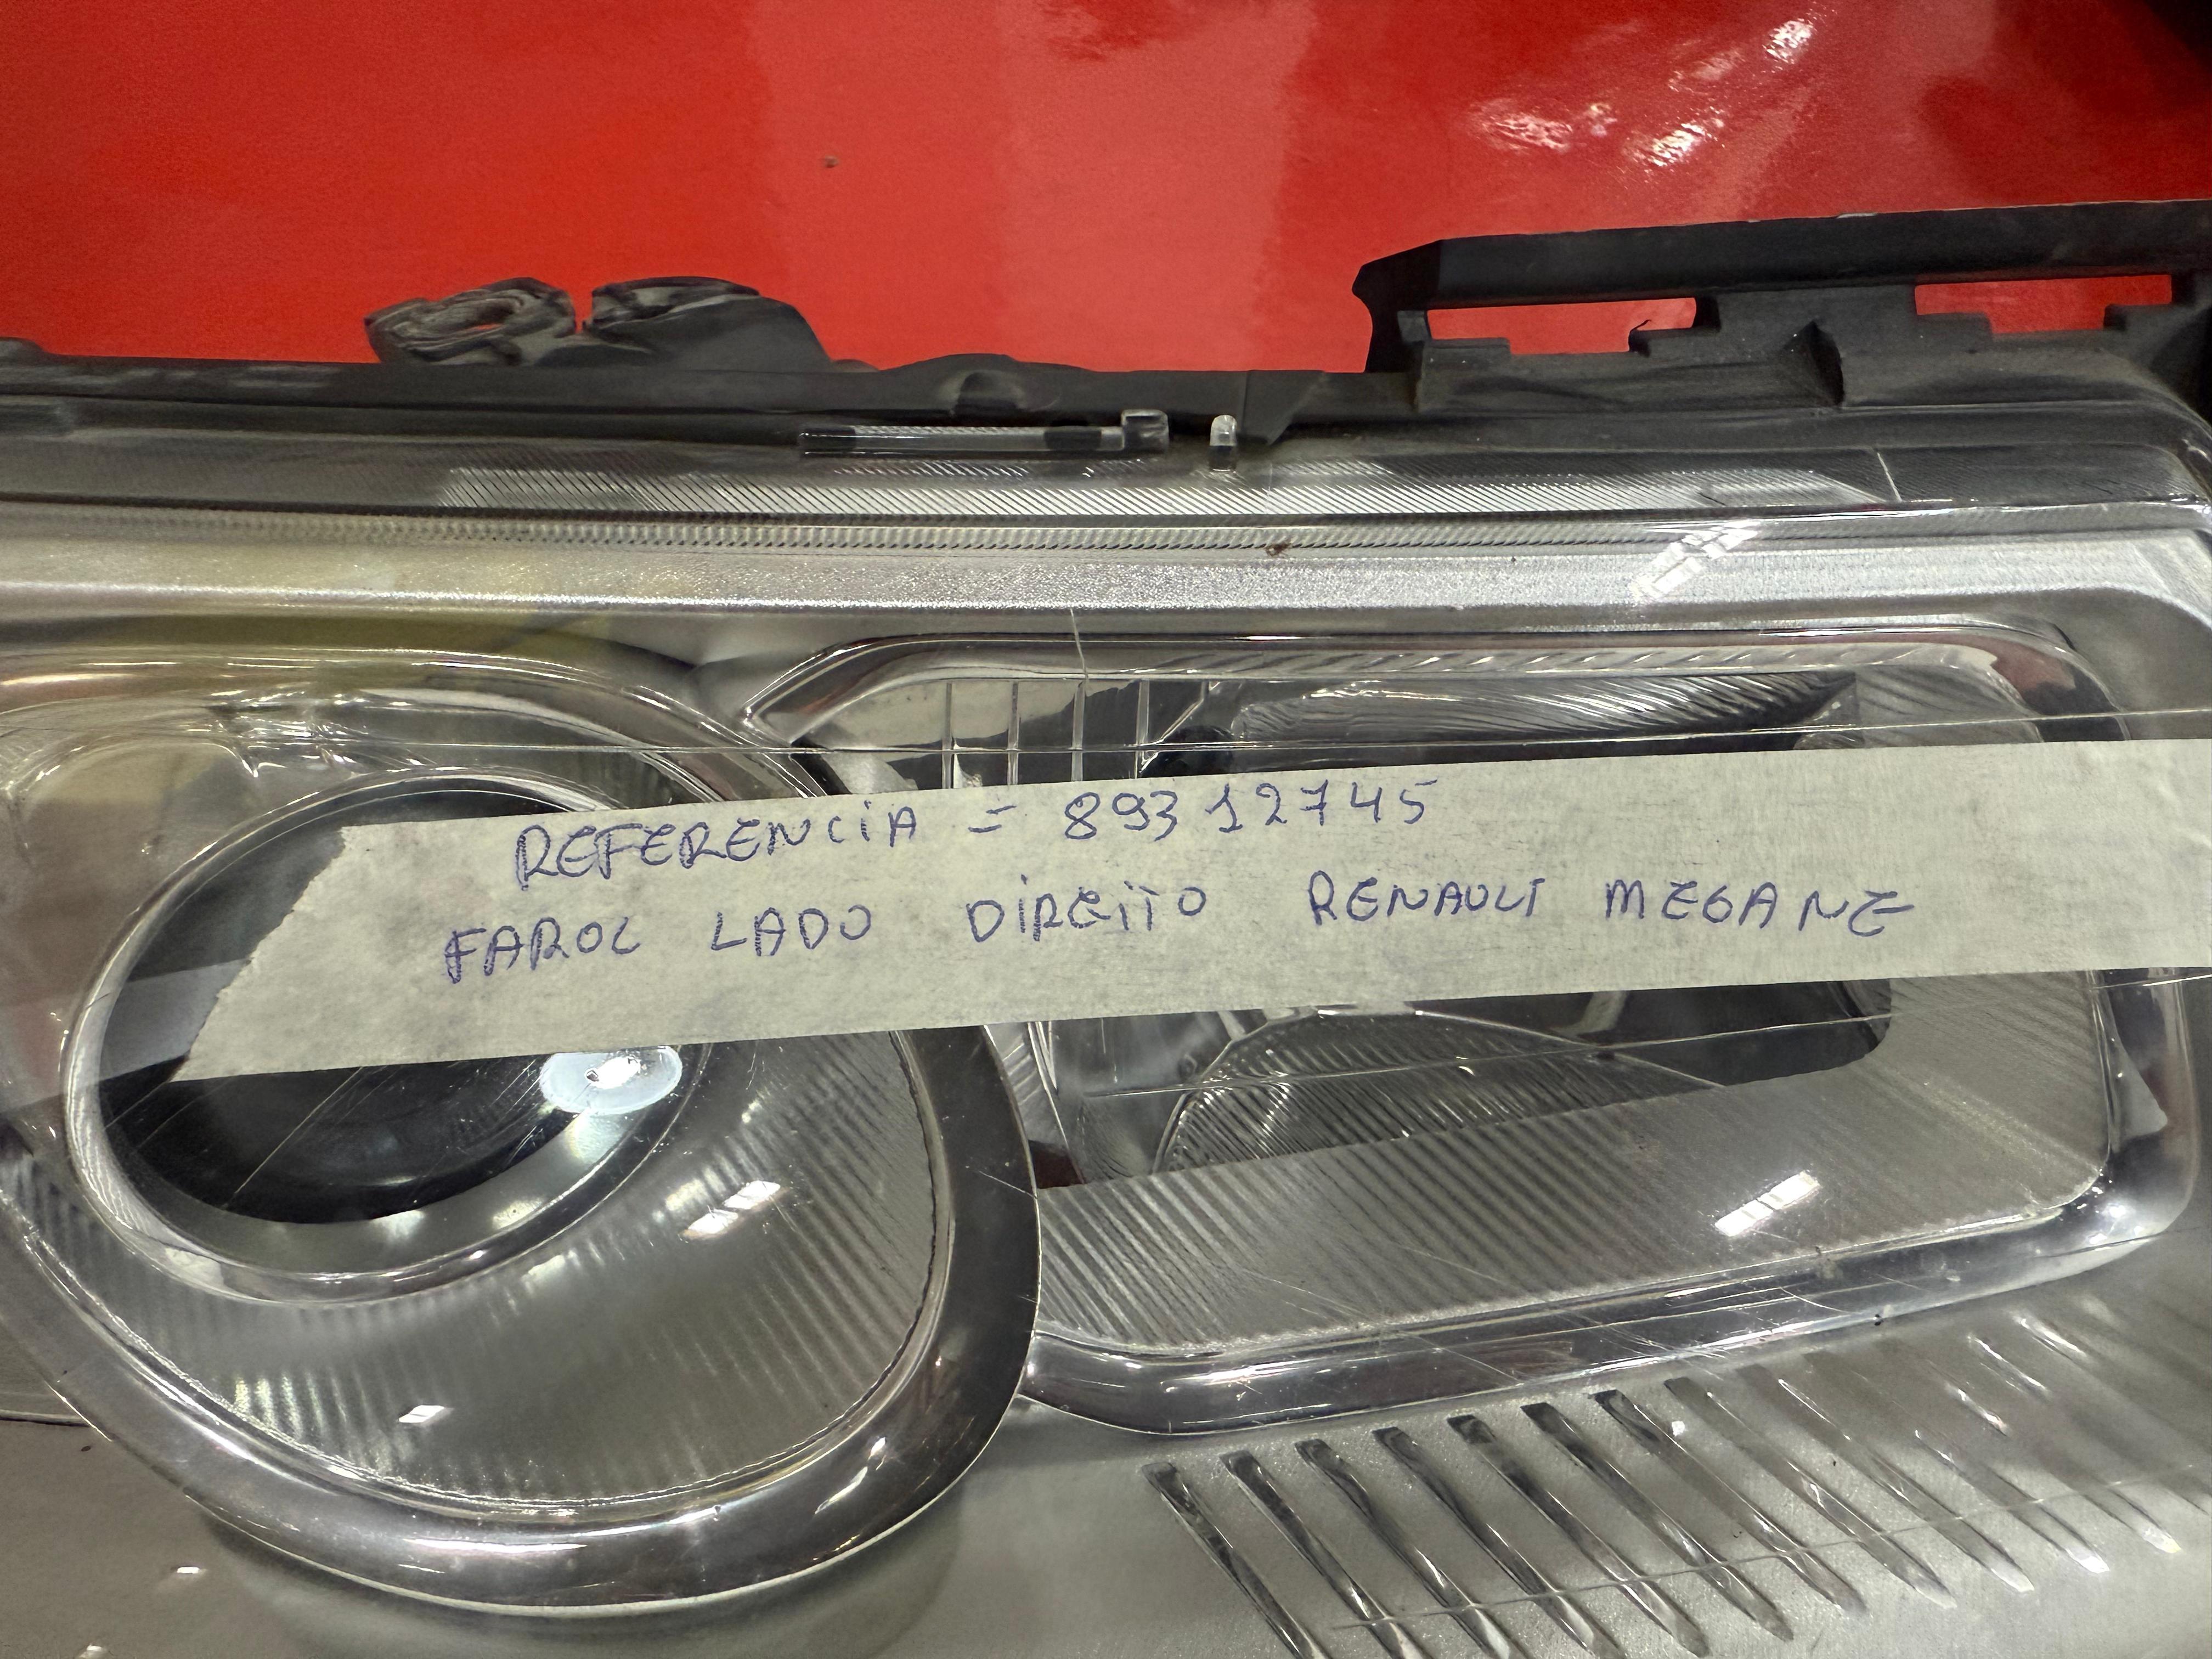 REFERENCIA = 89312745
FAROL LADO DIREITO RENAULT MEGANE